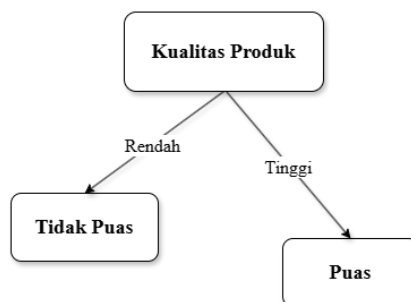 Kualitas Produk
Rendah
Tinggi
Tidak Puas
Puas